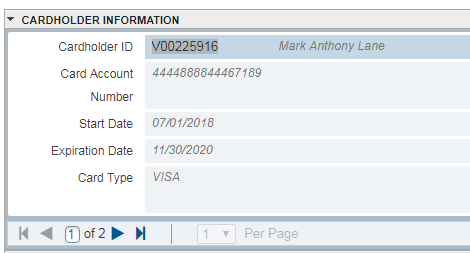 CARDHOLDER INFORMATION
Cardholder ID V00225916 Mark Anthony Lane
Card Account Number 4444888844467189
Start Date 07/01/2018
Expiration Date 11/30/2020
Card Type VISA
1 of 2 1 Per Page